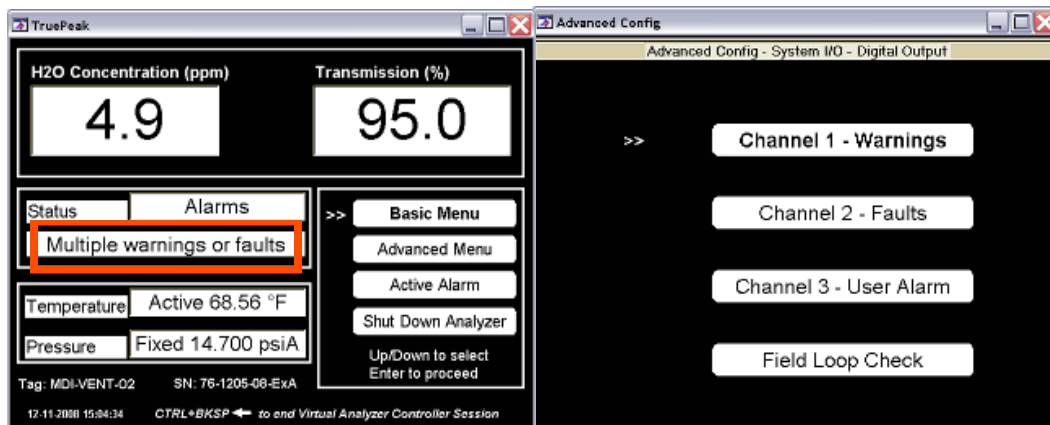 TruePeak
H2O Concentration (ppm)
Transmission (%)
4.9
95.0
Status
Alarms
Multiple warnings or faults
Temperature
Active 68.56 °F
Pressure
Fixed 14.700 psiA
>> Basic Menu
Advanced Menu
Active Alarm
Shut Down Analyzer
Up/Down to select
Enter to proceed
Tag: MDI-VENT-02
SN: 76-1205-08-ExA
12-11-2008 15:04:34
CTRL+BKSP ← to end Virtual Analyzer Controller Session
Advanced Config
Advanced Config - System I/O - Digital Output
>> Channel 1 - Warnings
Channel 2 - Faults
Channel 3 - User Alarm
Field Loop Check